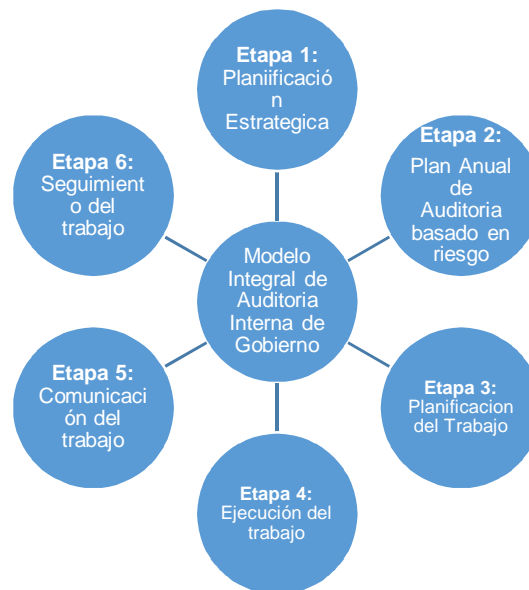 Etapa 1:
Planiificació
n
Estrategica
Etapa 2:
Plan Anual
de
Auditoria
basado en
riesgo
Etapa 3:
Planificacion
del Trabajo
Etapa 4:
Ejecución del
trabajo
Etapa 5:
Comunicaci
ón del
trabajo
Etapa 6:
Seguimient
o del
trabajo
Modelo
Integral de
Auditoria
Interna de
Gobierno